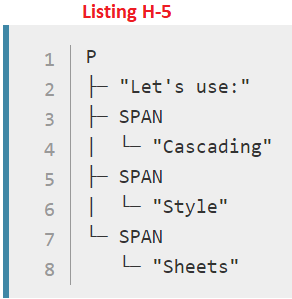 Listing H-5
1 P
2 ├─ "Let's use:"
3 ├─ SPAN
4 │  └─ "Cascading"
5 ├─ SPAN
6 │  └─ "Style"
7 └─ SPAN
8    └─ "Sheets"